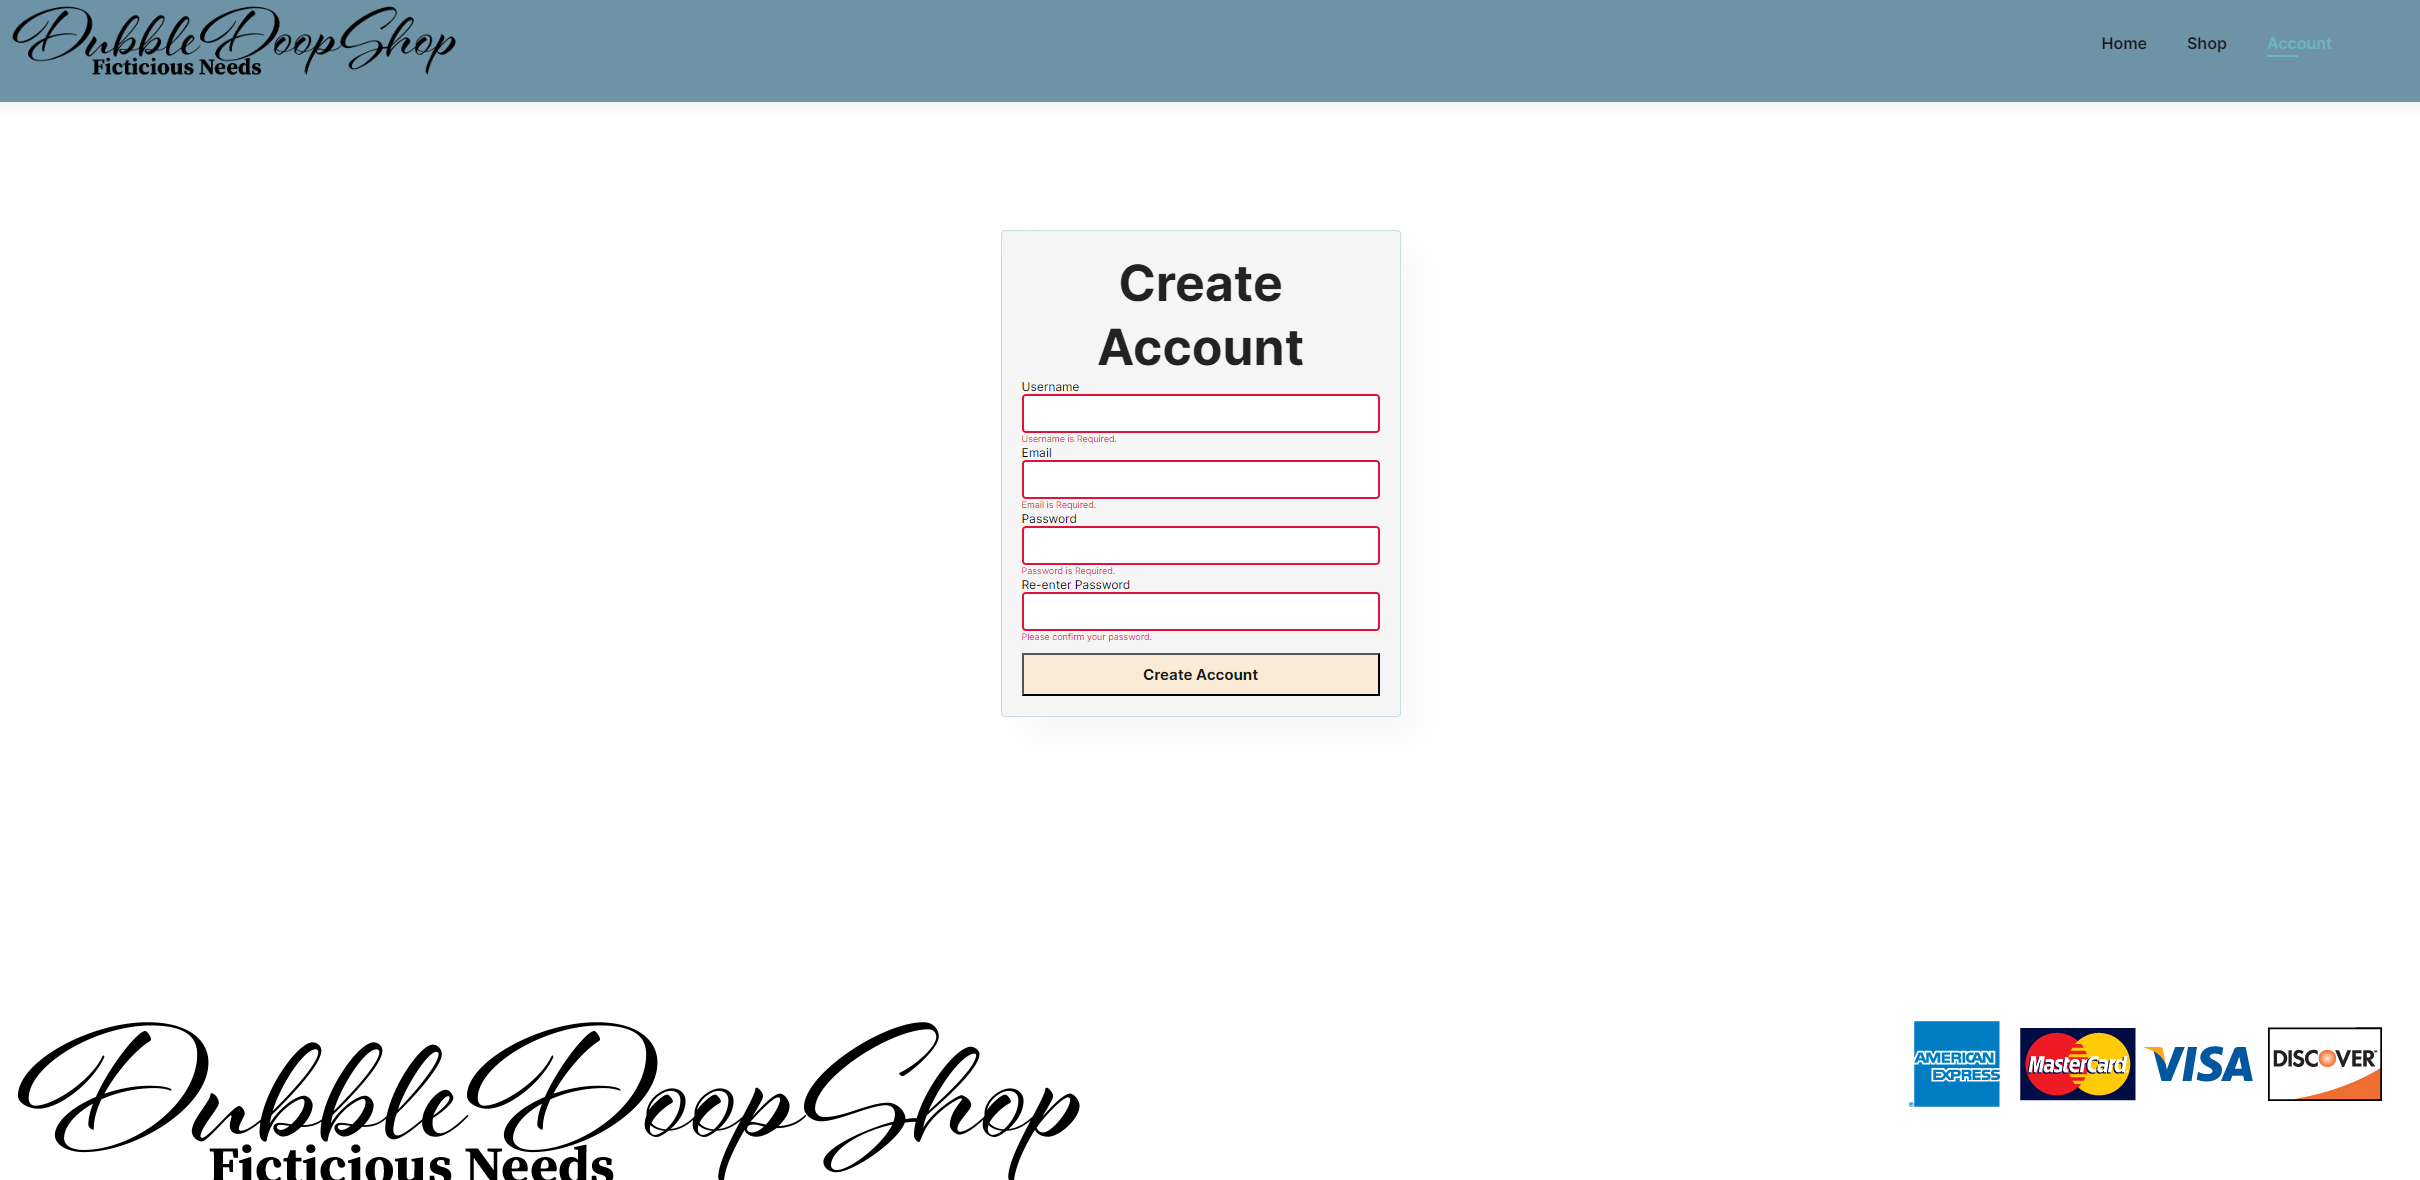 DubbleDoopShop
Ficticious Needs
Home Shop Account
Create
Account
Username
Username is Required.
Email
Email is Required.
Password
Password is Required.
Re-enter Password
Please confirm your password.
Create Account
DubbleDoopShop
Ficticious Needs
AMERICAN
EXPRESS
MasterCard
VISA
DISCOVER